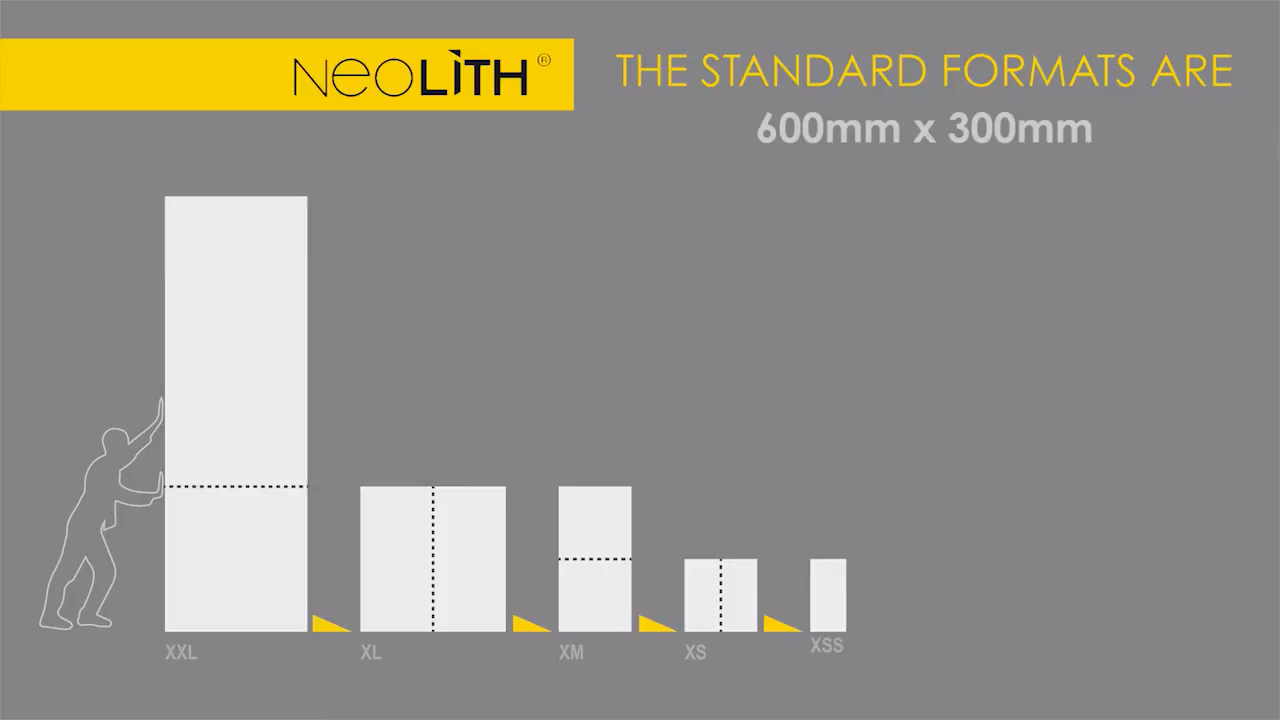 NEOLITH®
THE STANDARD FORMATS ARE
600mm x 300mm
XXL
XL
XM
XS
XSS